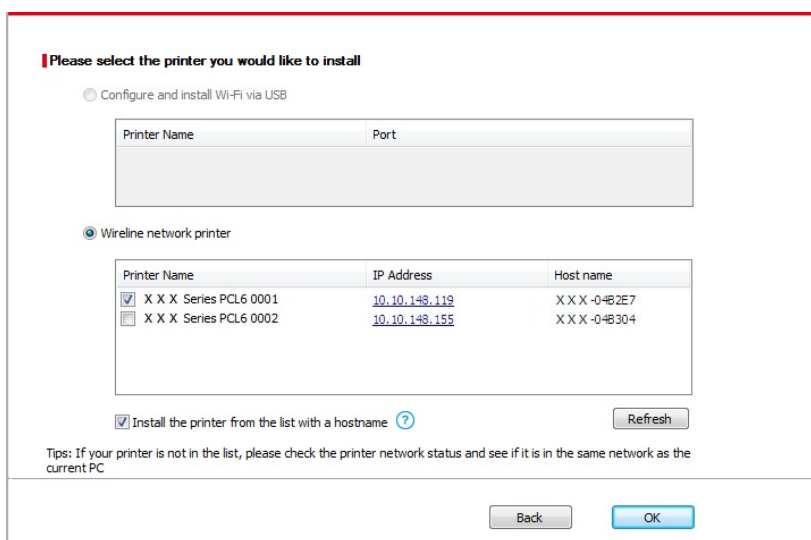 Please select the printer you would like to install
Configure and install Wi-Fi via USB
Printer Name Port
Wireline network printer
Printer Name IP Address Host name
X X X Series PCL6 0001 10.10.148.119 X X X -04B2E7
X X X Series PCL6 0002 10.10.148.155 X X X -04B304
Install the printer from the list with a hostname ?
Refresh
Tips: If your printer is not in the list, please check the printer network status and see if it is in the same network as the
current PC
Back OK